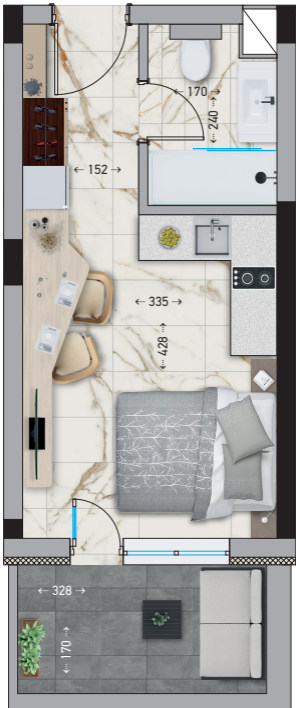 ← 170 →
← 240 →
← 152 →
← 335 →
← 428 →
← 328 →
← 170 →